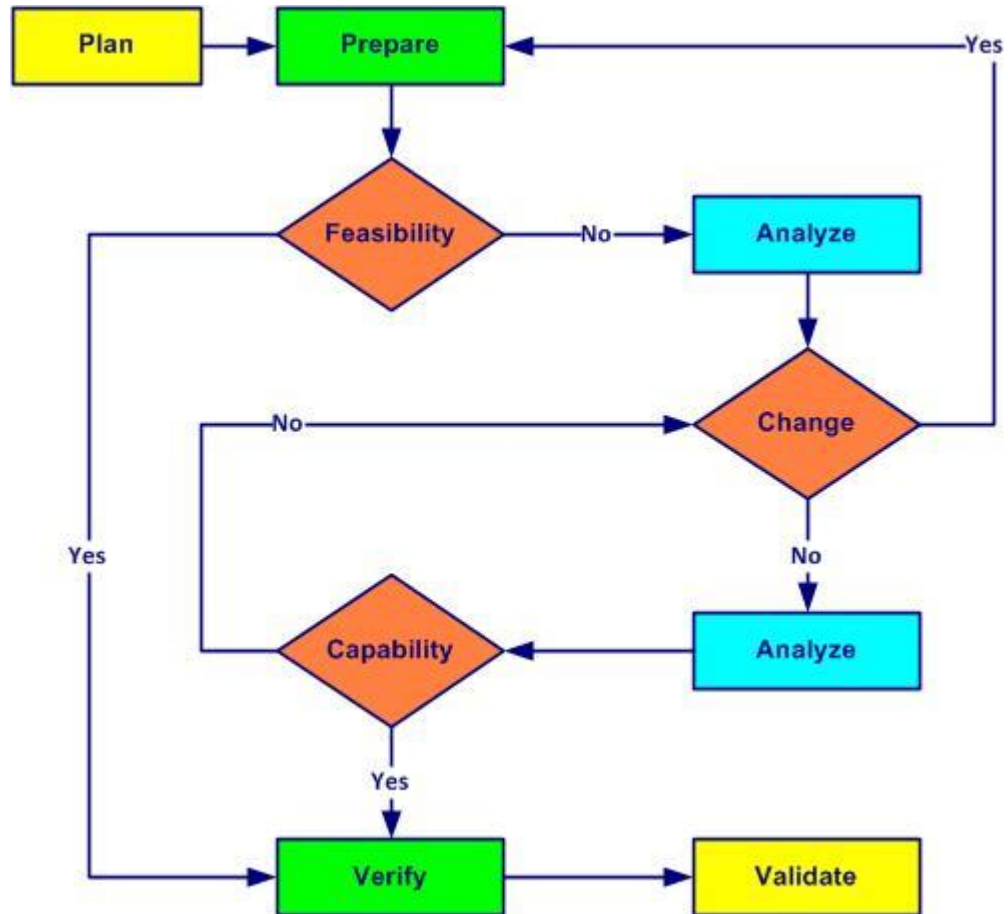 Plan
Prepare
Yes
Feasibility
No
Analyze
No
Change
Yes
No
Capability
Analyze
Yes
Verify
Validate